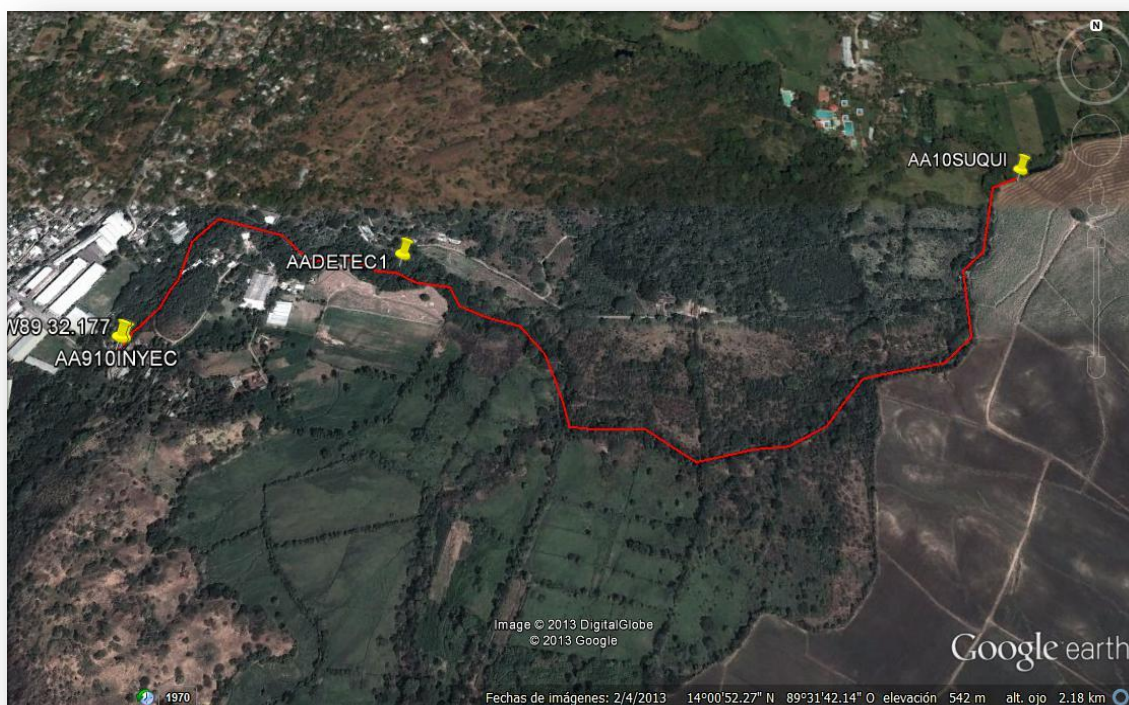 N
AA10SUQUI
AADETEC1
W89 32.177
AA910INYEC
Image © 2013 DigitalGlobe
© 2013 Google
Google earth
1970
Fechas de imágenes: 2/4/2013 14°00'52.27" N 89°31'42.14" O elevación 542 m alt. ojo 2.18 km